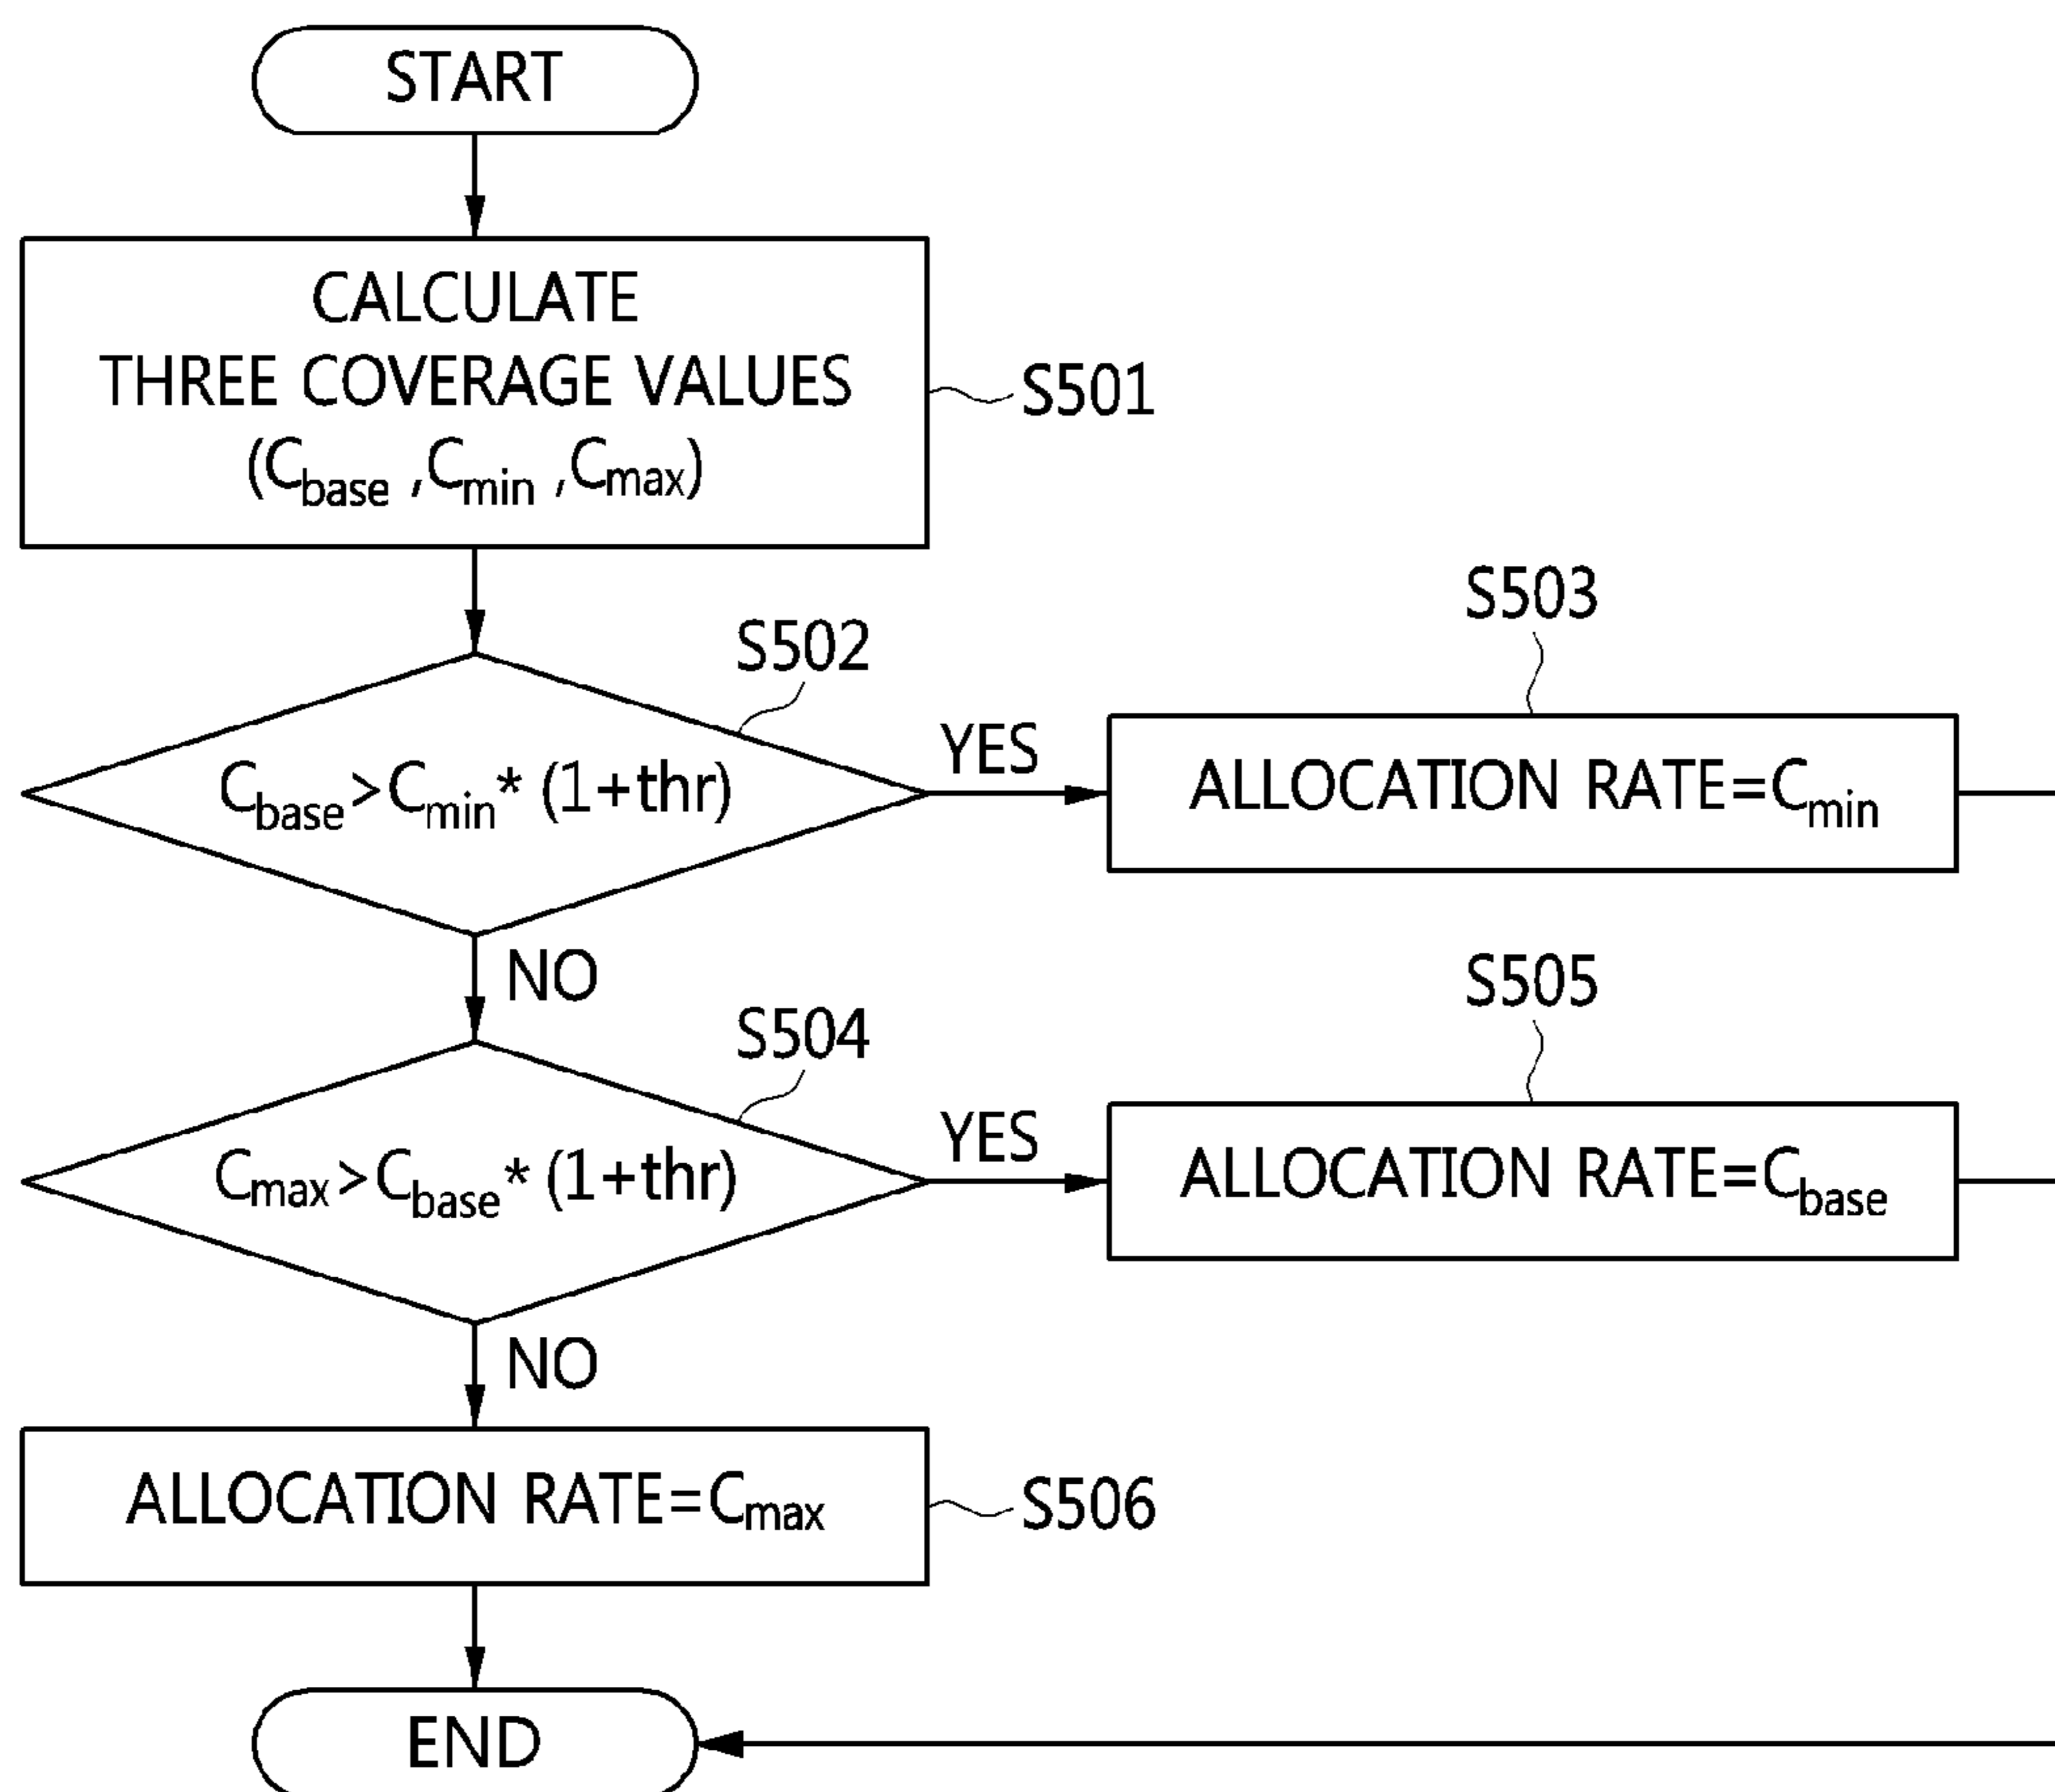 START
CALCULATE
THREE COVERAGE VALUES
(Cbase ,Cmin ,Cmax)
S501
S502
Cbase>Cmin* (1+thr)
YES
S503
ALLOCATION RATE=Cmin
NO
S504
Cmax>Cbase* (1+thr)
YES
S505
ALLOCATION RATE=Cbase
NO
ALLOCATION RATE=Cmax
S506
END